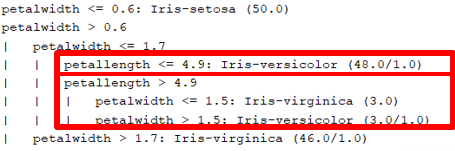 petalwidth <= 0.6: Iris-setosa (50.0)
petalwidth > 0.6
|   petalwidth <= 1.7
|   |   petallength <= 4.9: Iris-versicolor (48.0/1.0)
|   |   petallength > 4.9
|   |   |   petalwidth <= 1.5: Iris-virginica (3.0)
|   |   |   petalwidth > 1.5: Iris-versicolor (3.0/1.0)
|   petalwidth > 1.7: Iris-virginica (46.0/1.0)